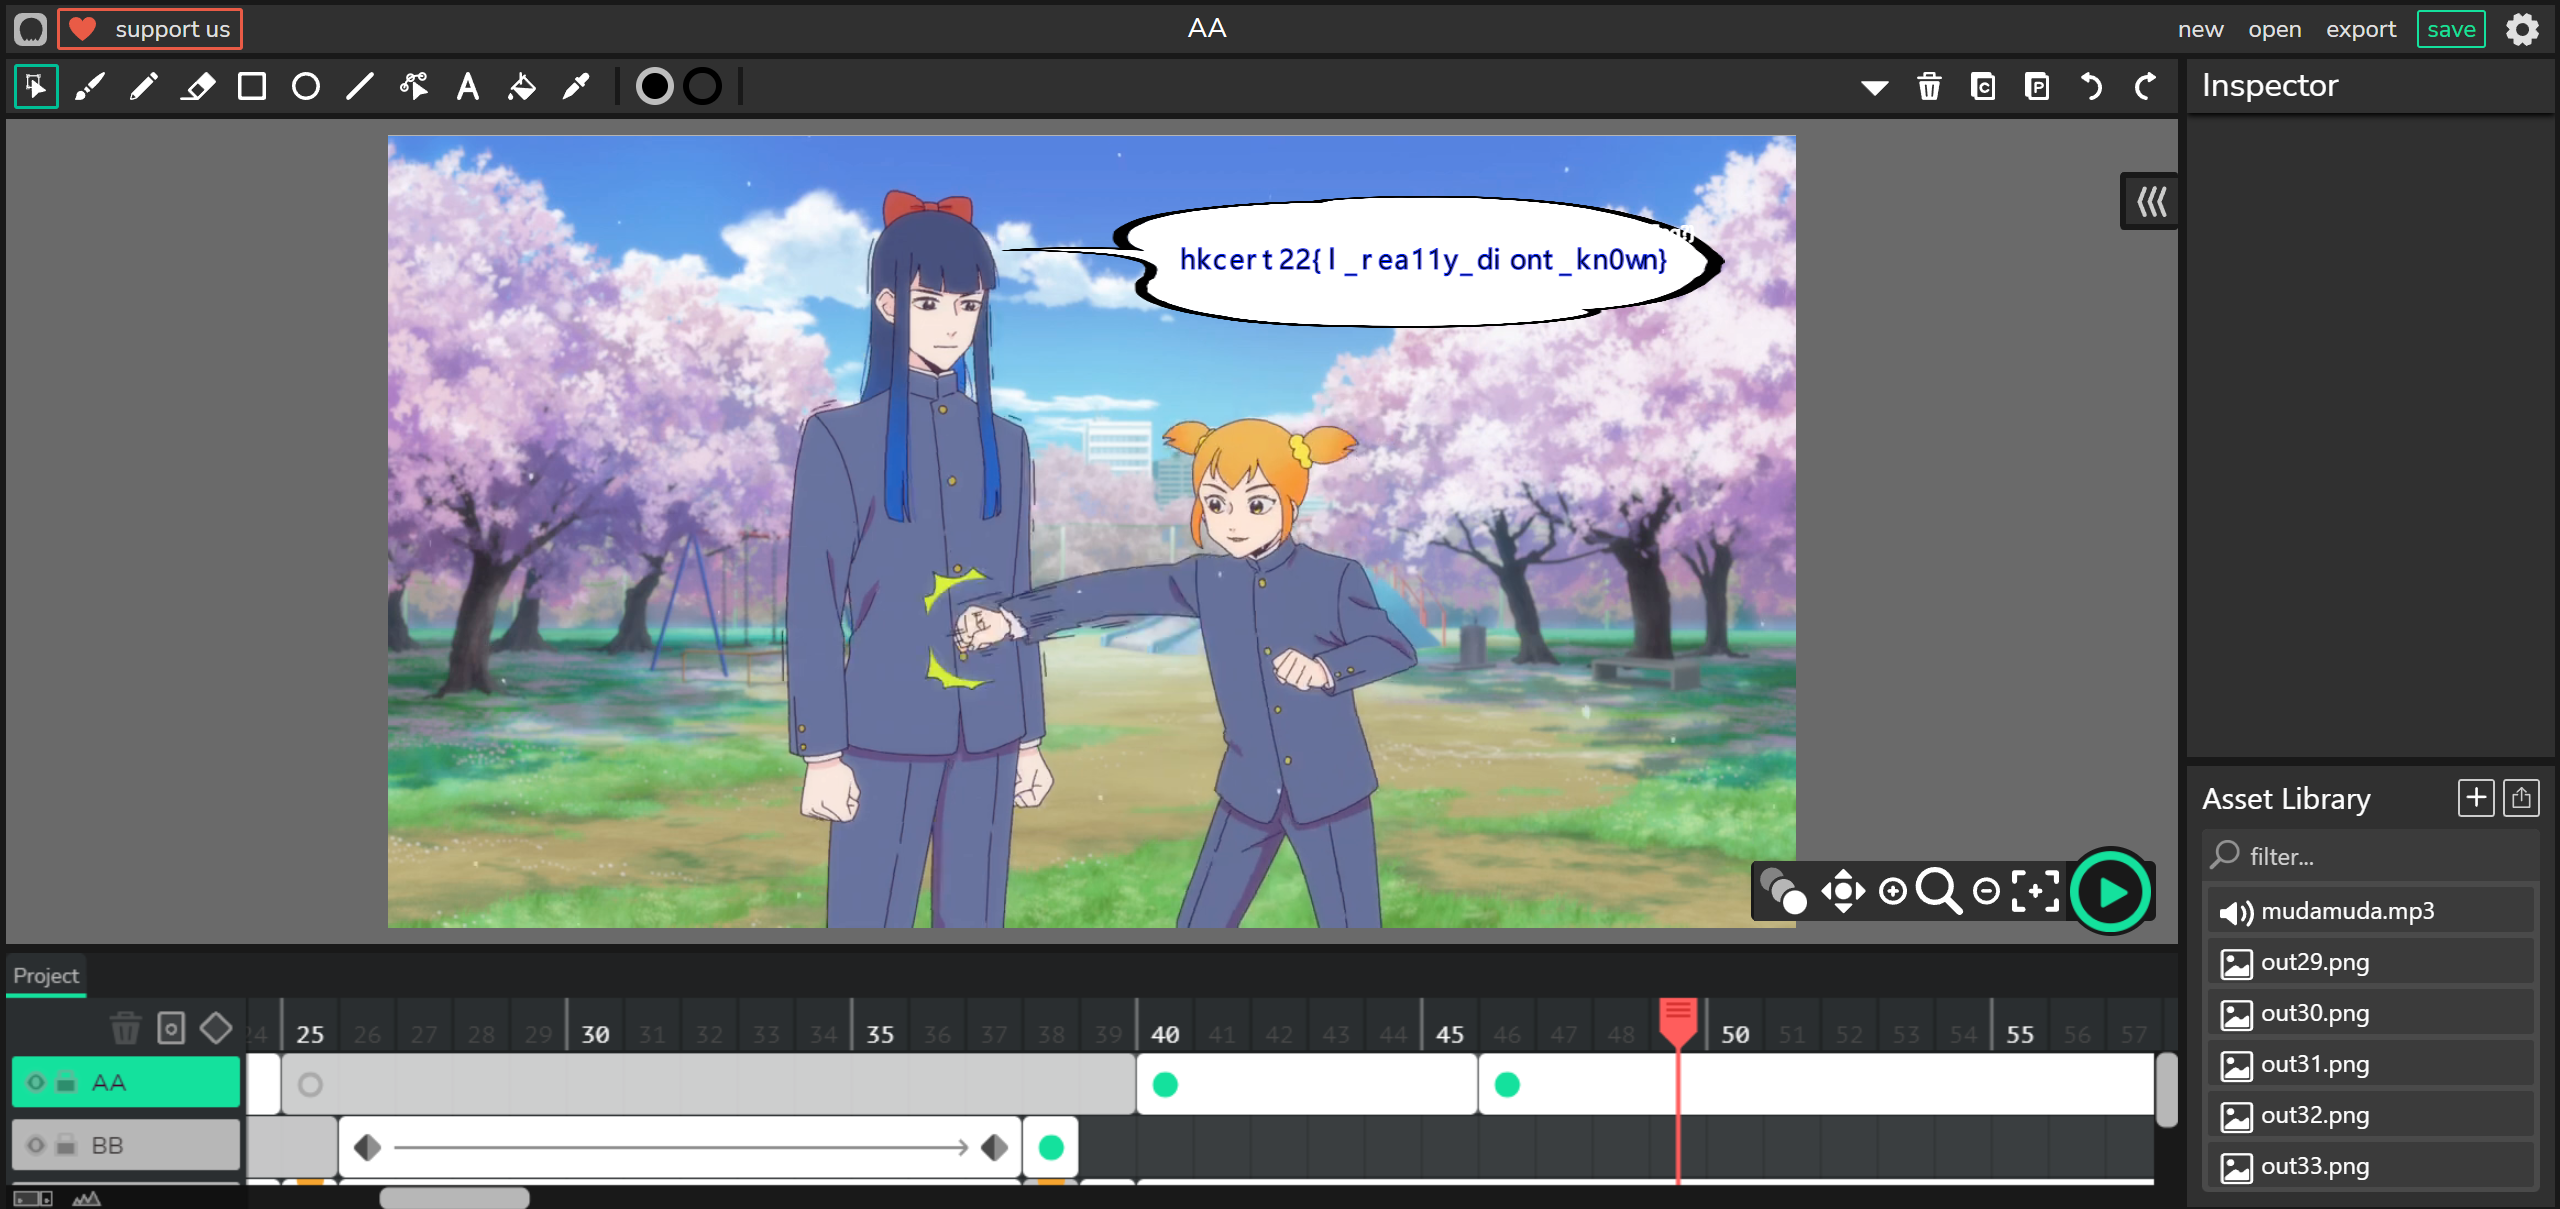 support us
AA
new open export save
Inspector
hkcert22{l_rea11y_diont_kn0wn}
Asset Library
filter...
mudamuda.mp3
out29.png
out30.png
out31.png
out32.png
out33.png
Project
24 25 26 27 28 29 30 31 32 33 34 35 36 37 38 39 40 41 42 43 44 45 46 47 48 50 51 52 53 54 55 56 57
AA
BB